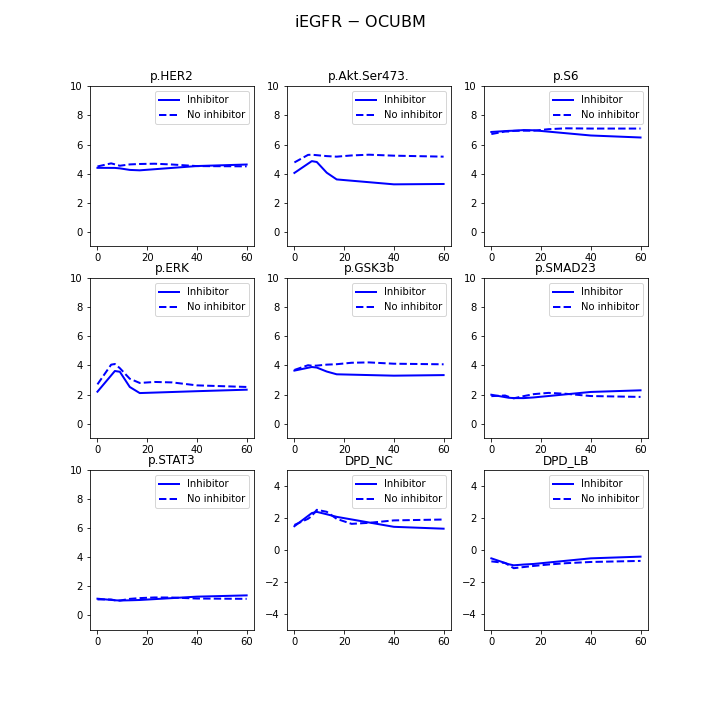 iEGFR − OCUBM
p.HER2
10
8
6
4
2
0
0 20 40 60
Inhibitor
No inhibitor
p.Akt.Ser473.
10
8
6
4
2
0
0 20 40 60
Inhibitor
No inhibitor
p.S6
10
8
6
4
2
0
0 20 40 60
Inhibitor
No inhibitor
p.ERK
10
8
6
4
2
0
0 20 40 60
Inhibitor
No inhibitor
p.GSK3b
10
8
6
4
2
0
0 20 40 60
Inhibitor
No inhibitor
p.SMAD23
10
8
6
4
2
0
0 20 40 60
Inhibitor
No inhibitor
p.STAT3
10
8
6
4
2
0
0 20 40 60
Inhibitor
No inhibitor
DPD_NC
4
2
0
−2
−4
0 20 40 60
Inhibitor
No inhibitor
DPD_LB
4
2
0
−2
−4
0 20 40 60
Inhibitor
No inhibitor